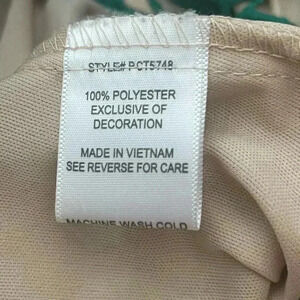 STYLE# PCT5748
100% POLYESTER
EXCLUSIVE OF
DECORATION
MADE IN VIETNAM
SEE REVERSE FOR CARE
MACHINE WASH COLD